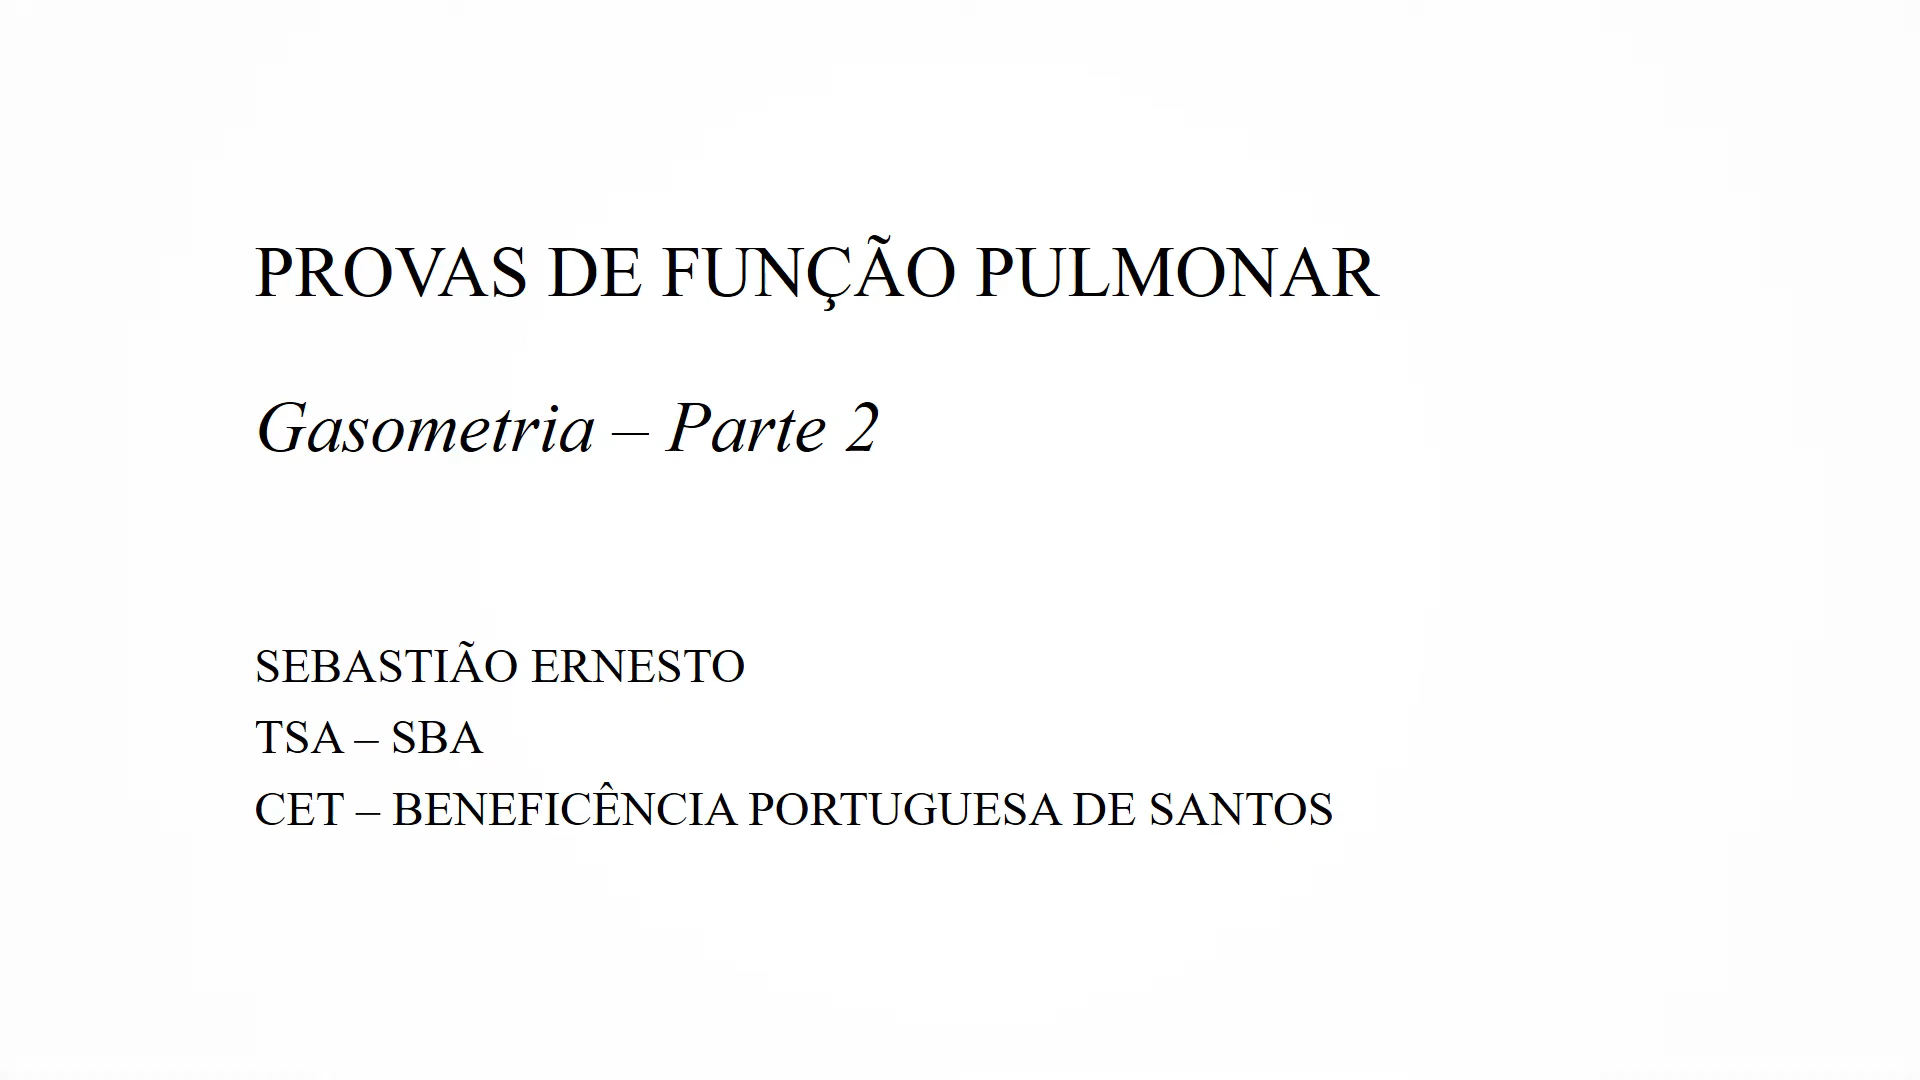 PROVAS DE FUNÇÃO PULMONAR
Gasometria – Parte 2
SEBASTIÃO ERNESTO
TSA – SBA
CET – BENEFICÊNCIA PORTUGUESA DE SANTOS